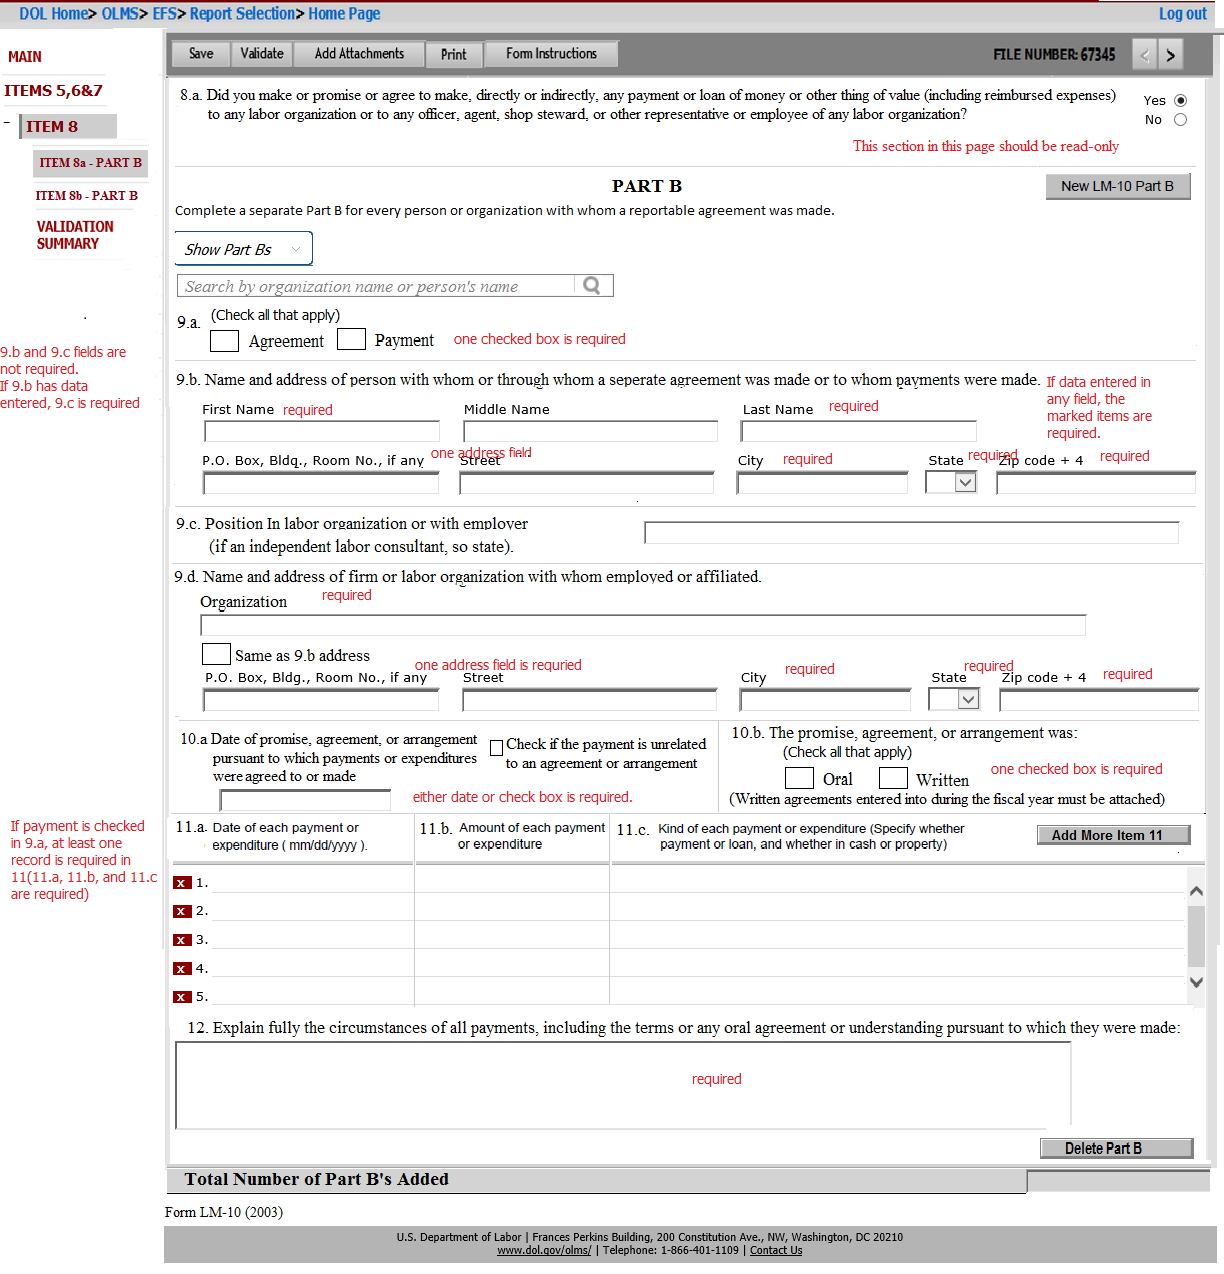 DOL Home> OLMS> EFS> Report Selection> Home Page
Log out
MAIN
ITEMS 5,6&7
– ITEM 8
ITEM 8a - PART B
ITEM 8b - PART B
VALIDATION
SUMMARY
9.b and 9.c fields are
not required.
If 9.b has data
entered, 9.c is required
If payment is checked
in 9.a, at least one
record is required in
11(11.a, 11.b, and 11.c
are required)
Save Validate Add Attachments Print Form Instructions FILE NUMBER: 67345 < >
8.a. Did you make or promise or agree to make, directly or indirectly, any payment or loan of money or other thing of value (including reimbursed expenses)
to any labor organization or to any officer, agent, shop steward, or other representative or employee of any labor organization?
Yes
No
This section in this page should be read-only
PART B
New LM-10 Part B
Complete a separate Part B for every person or organization with whom a reportable agreement was made.
Show Part Bs
Search by organization name or person's name
9.a. (Check all that apply)
Agreement Payment one checked box is required
9.b. Name and address of person with whom or through whom a seperate agreement was made or to whom payments were made.
If data entered in
any field, the
marked items are
required.
First Name required Middle Name Last Name required
P.O. Box, Bldg., Room No., if any one address field Street City required State required Zip code + 4 required
9.c. Position In labor organization or with employer
(if an independent labor consultant, so state).
9.d. Name and address of firm or labor organization with whom employed or affiliated.
Organization required
Same as 9.b address
P.O. Box, Bldg., Room No., if any one address field is requried Street City required State required Zip code + 4 required
10.a Date of promise, agreement, or arrangement
pursuant to which payments or expenditures
were agreed to or made
Check if the payment is unrelated
to an agreement or arrangement
either date or check box is required.
10.b. The promise, agreement, or arrangement was:
(Check all that apply)
Oral Written one checked box is required
(Written agreements entered into during the fiscal year must be attached)
11.a. Date of each payment or
expenditure ( mm/dd/yyyy ).
11.b. Amount of each payment
or expenditure
11.c. Kind of each payment or expenditure (Specify whether
payment or loan, and whether in cash or property)
Add More Item 11
x 1.
x 2.
x 3.
x 4.
x 5.
12. Explain fully the circumstances of all payments, including the terms or any oral agreement or understanding pursuant to which they were made:
required
Delete Part B
Total Number of Part B's Added
Form LM-10 (2003)
U.S. Department of Labor | Frances Perkins Building, 200 Constitution Ave., NW, Washington, DC 20210
www.dol.gov/olms/ | Telephone: 1-866-401-1109 | Contact Us